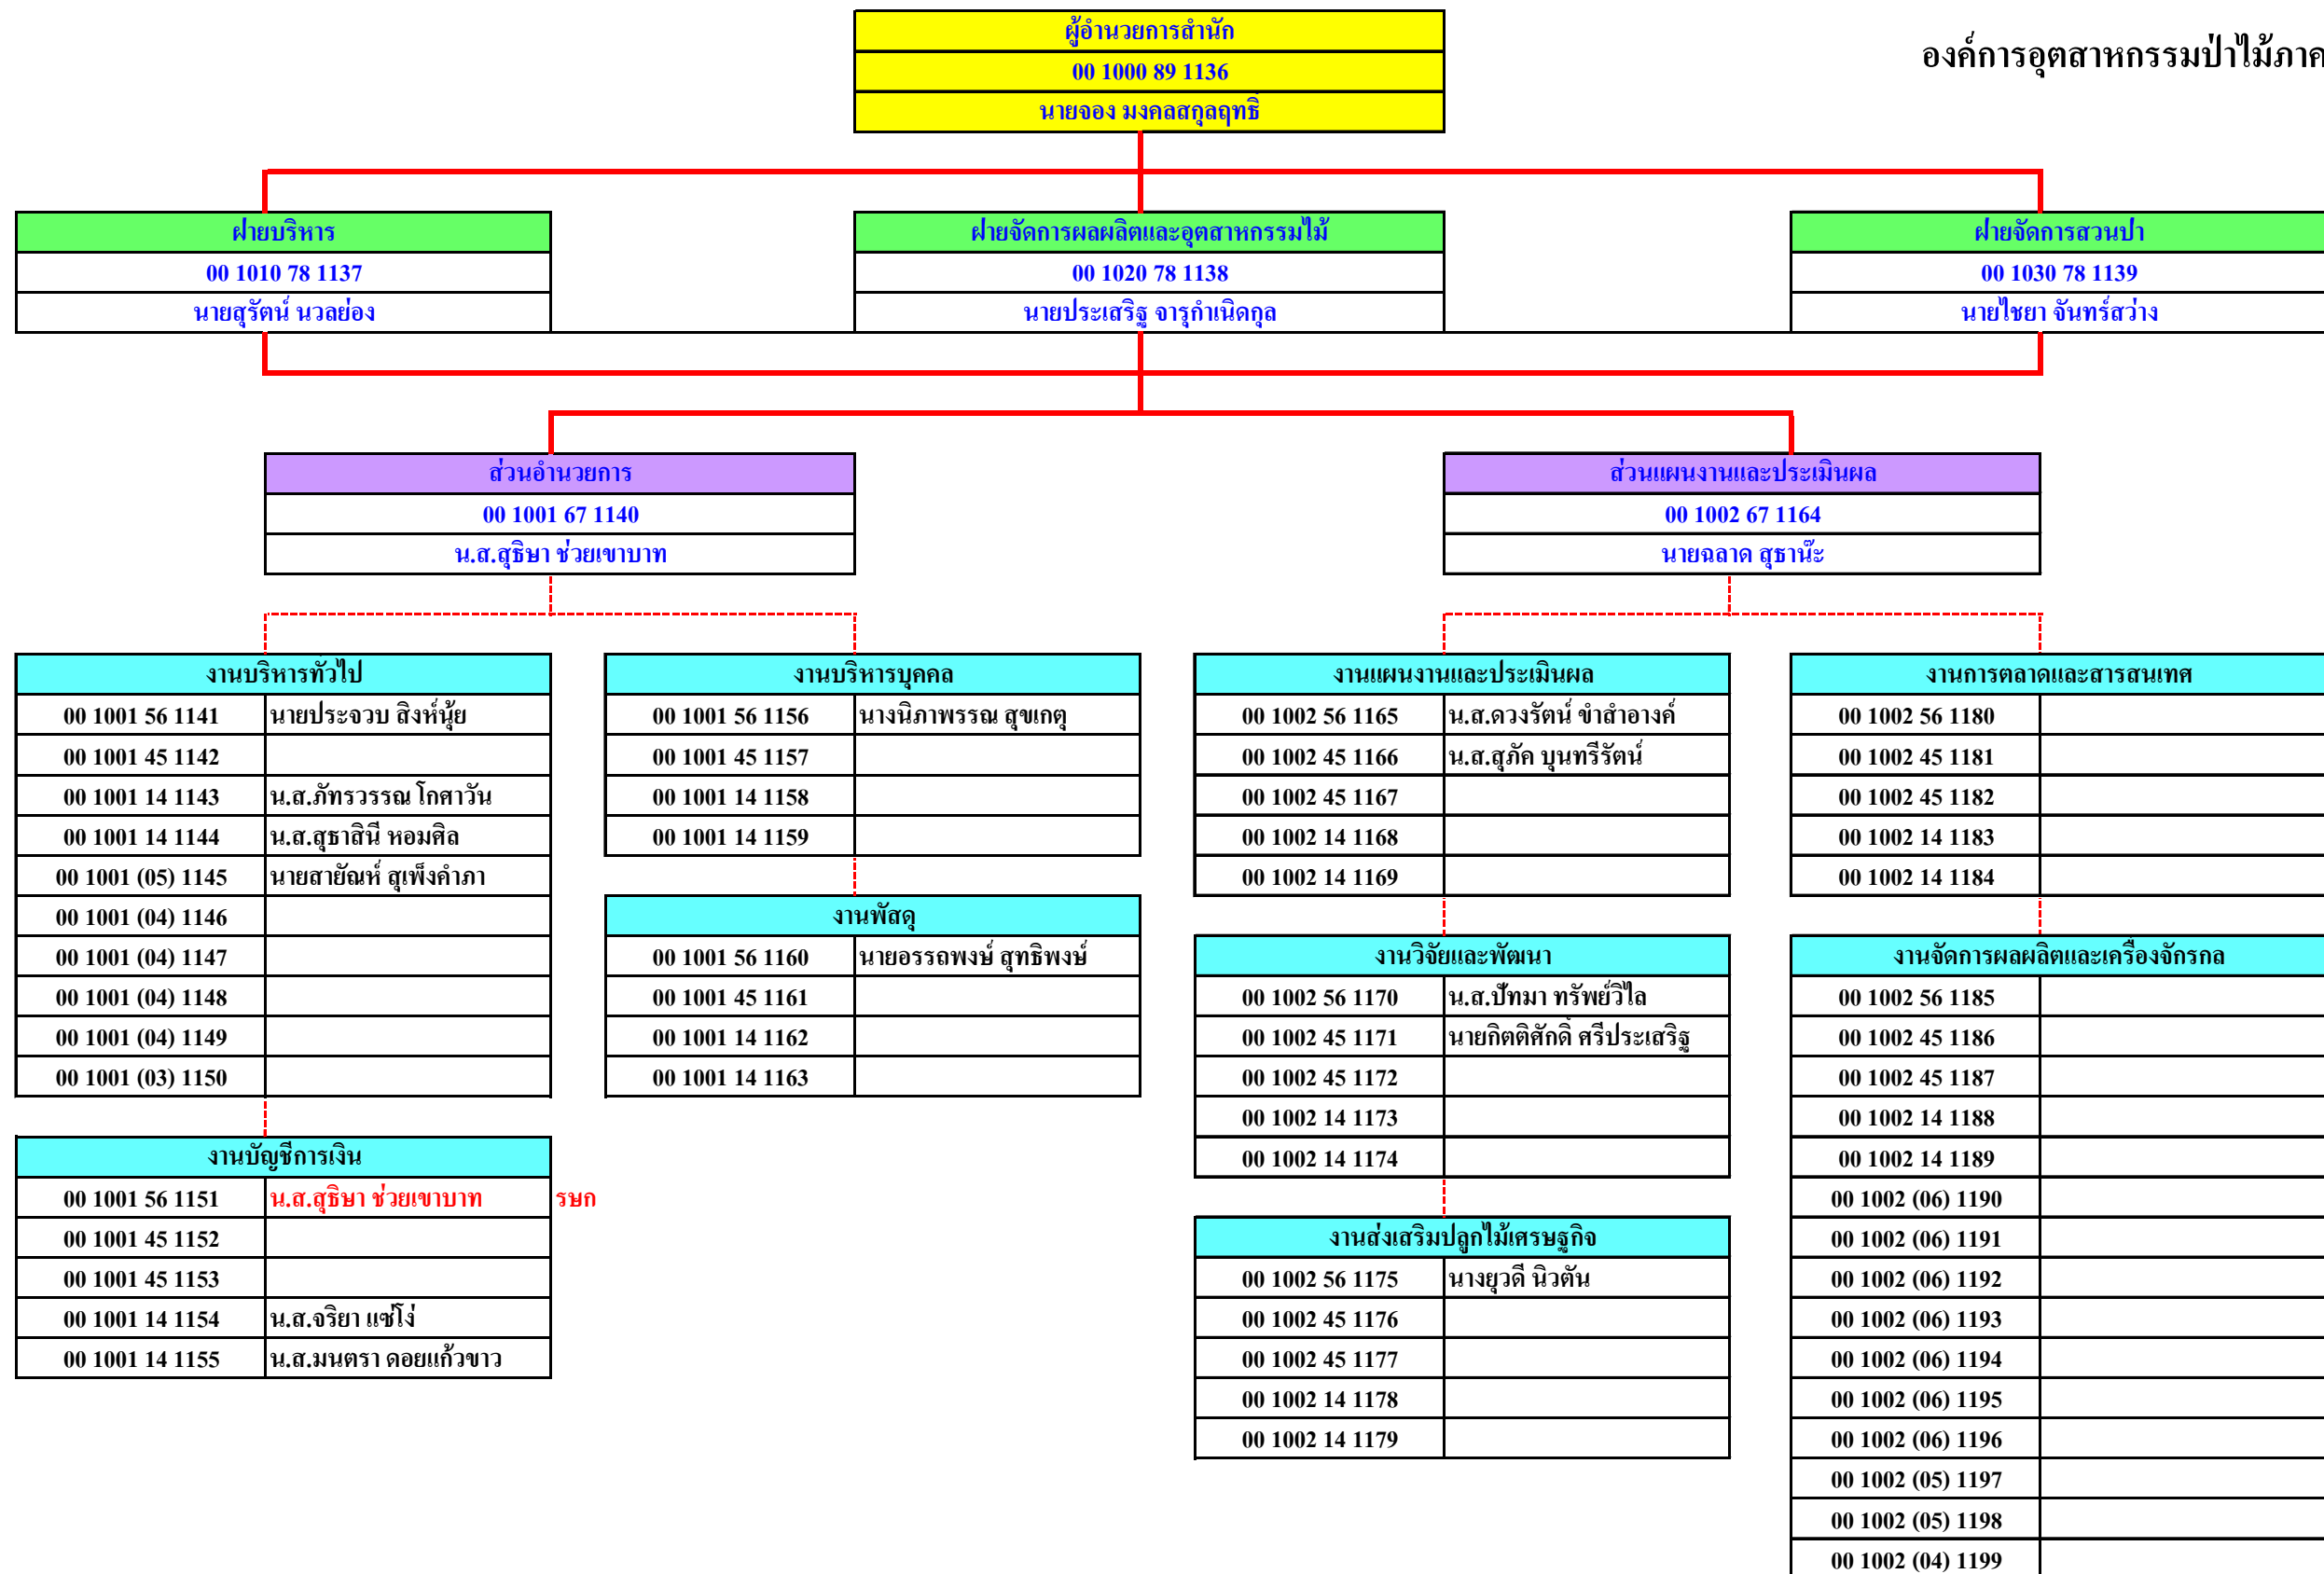 ผู้อำนวยการสำนัก
00 1000 89 1136
นายจอง มงคลสกุลฤทธิ์
องค์การอุตสาหกรรมป่าไม้ภาค
ฝ่ายบริหาร
00 1010 78 1137
นายสุรัตน์ นวลย่อง
ฝ่ายจัดการผลผลิตและอุตสาหกรรมไม้
00 1020 78 1138
นายประเสริฐ จารุกำเนิดกุล
ฝ่ายจัดการสวนป่า
00 1030 78 1139
นายไชยา จันทร์สว่าง
ส่วนอำนวยการ
00 1001 67 1140
น.ส.สุธิษา ช่วยเขาบาท
ส่วนแผนงานและประเมินผล
00 1002 67 1164
นายฉลาด สุธาน๊ะ
งานบริหารทั่วไป
00 1001 56 1141 นายประจวบ สิงห์นุ้ย
00 1001 45 1142
00 1001 14 1143 น.ส.ภัทรวรรณ โกศาวัน
00 1001 14 1144 น.ส.สุธาสินี หอมศิล
00 1001 (05) 1145 นายสายัณห์ สุเพ็งคำภา
00 1001 (04) 1146
00 1001 (04) 1147
00 1001 (04) 1148
00 1001 (04) 1149
00 1001 (03) 1150
งานบัญชีการเงิน
00 1001 56 1151 น.ส.สุธิษา ช่วยเขาบาท รษก
00 1001 45 1152
00 1001 45 1153
00 1001 14 1154 น.ส.จริยา แซ่โง่
00 1001 14 1155 น.ส.มนตรา ดอยแก้วขาว
งานบริหารบุคคล
00 1001 56 1156 นางนิภาพรรณ สุขเกตุ
00 1001 45 1157
00 1001 14 1158
00 1001 14 1159
งานพัสดุ
00 1001 56 1160 นายอรรถพงษ์ สุทธิพงษ์
00 1001 45 1161
00 1001 14 1162
00 1001 14 1163
งานแผนงานและประเมินผล
00 1002 56 1165 น.ส.ดวงรัตน์ ขำสำอางค์
00 1002 45 1166 น.ส.สุภัค บุนทรีรัตน์
00 1002 45 1167
00 1002 14 1168
00 1002 14 1169
งานวิจัยและพัฒนา
00 1002 56 1170 น.ส.ปัทมา ทรัพย์วิไล
00 1002 45 1171 นายกิตติศักดิ์ ศรีประเสริฐ
00 1002 45 1172
00 1002 14 1173
00 1002 14 1174
งานส่งเสริมปลูกไม้เศรษฐกิจ
00 1002 56 1175 นางยุวดี นิวตัน
00 1002 45 1176
00 1002 45 1177
00 1002 14 1178
00 1002 14 1179
งานการตลาดและสารสนเทศ
00 1002 56 1180
00 1002 45 1181
00 1002 45 1182
00 1002 14 1183
00 1002 14 1184
งานจัดการผลผลิตและเครื่องจักรกล
00 1002 56 1185
00 1002 45 1186
00 1002 45 1187
00 1002 14 1188
00 1002 14 1189
00 1002 (06) 1190
00 1002 (06) 1191
00 1002 (06) 1192
00 1002 (06) 1193
00 1002 (06) 1194
00 1002 (06) 1195
00 1002 (06) 1196
00 1002 (05) 1197
00 1002 (05) 1198
00 1002 (04) 1199